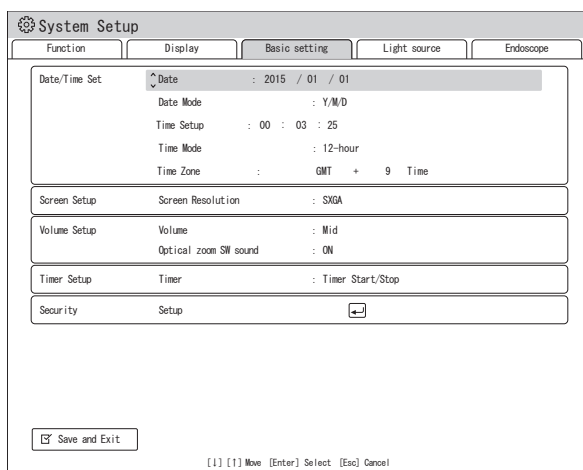 System Setup
Function Display Basic setting Light source Endoscope
Date/Time Set Date : 2015 / 01 / 01
Date Mode : Y/M/D
Time Setup : 00 : 03 : 25
Time Mode : 12-hour
Time Zone : GMT + 9 Time
Screen Setup Screen Resolution : SXGA
Volume Setup Volume : Mid
Optical zoom SW sound : ON
Timer Setup Timer : Timer Start/Stop
Security Setup
Save and Exit
[↓] [↑] Move [Enter] Select [Esc] Cancel